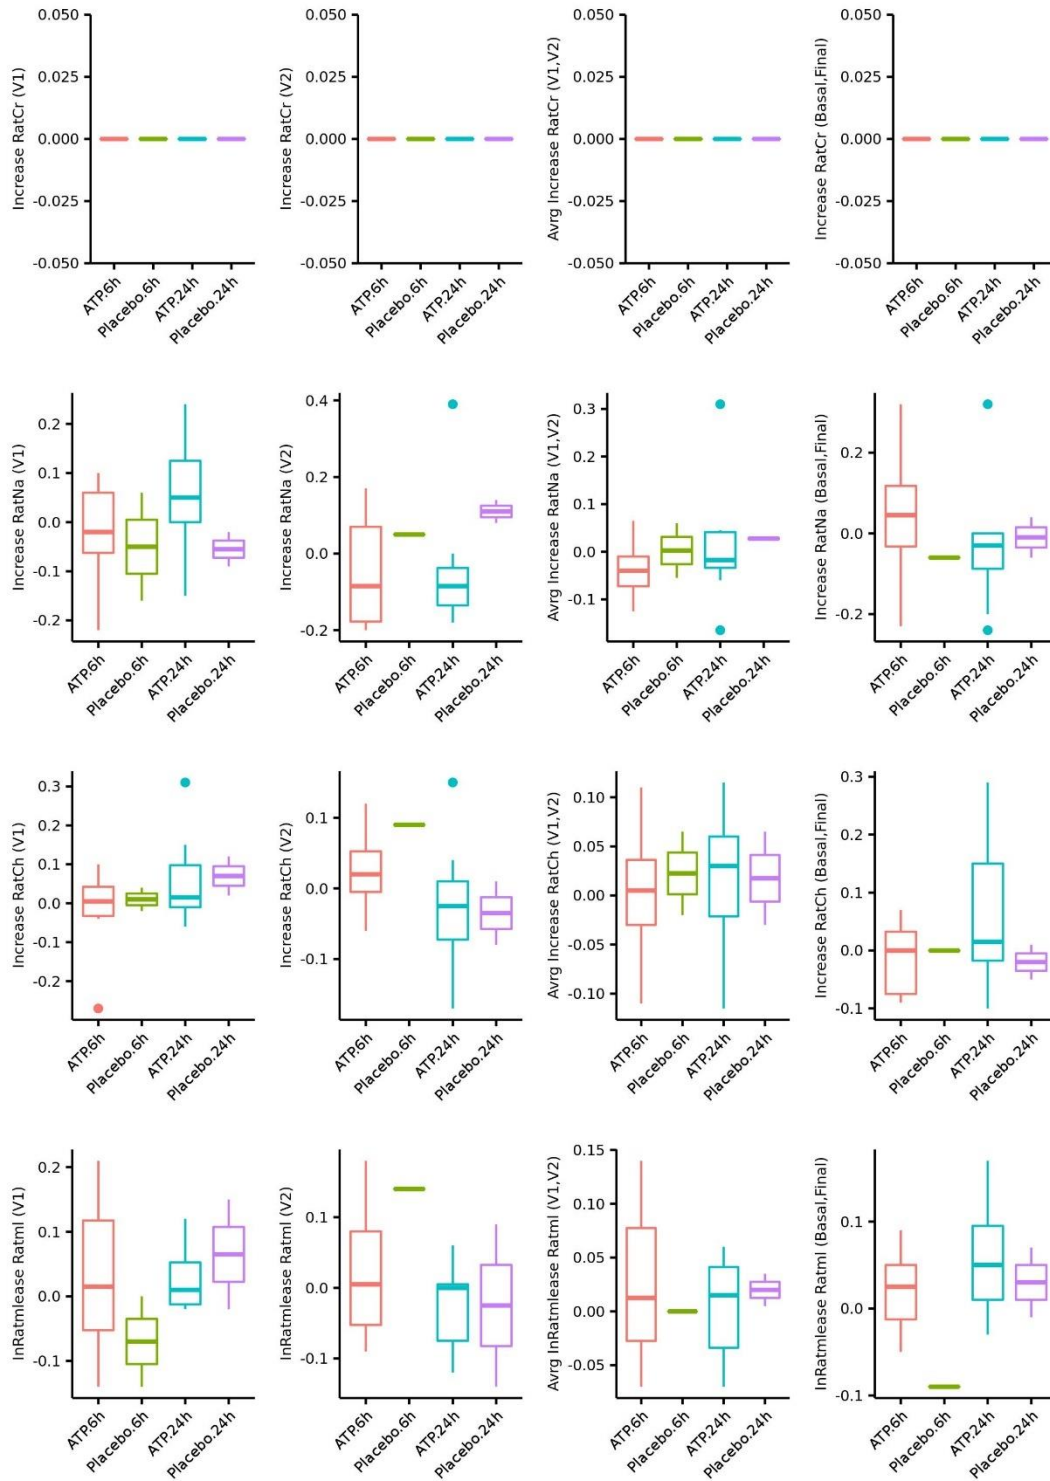 Increase RatCr (V1)
0.050
0.025
0.000
-0.025
-0.050
ATP.6h
Placebo.6h
ATP.24h
Placebo.24h
Increase RatCr (V2)
0.050
0.025
0.000
-0.025
-0.050
ATP.6h
Placebo.6h
ATP.24h
Placebo.24h
Avrg Increase RatCr (V1,V2)
0.050
0.025
0.000
-0.025
-0.050
ATP.6h
Placebo.6h
ATP.24h
Placebo.24h
Increase RatCr (Basal,Final)
0.050
0.025
0.000
-0.025
-0.050
ATP.6h
Placebo.6h
ATP.24h
Placebo.24h
Increase RatNa (V1)
0.2
0.1
0.0
-0.1
-0.2
ATP.6h
Placebo.6h
ATP.24h
Placebo.24h
Increase RatNa (V2)
0.4
0.2
0.0
-0.2
ATP.6h
Placebo.6h
ATP.24h
Placebo.24h
Avrg Increase RatNa (V1,V2)
0.3
0.2
0.1
0.0
-0.1
ATP.6h
Placebo.6h
ATP.24h
Placebo.24h
Increase RatNa (Basal,Final)
0.2
0.0
-0.2
ATP.6h
Placebo.6h
ATP.24h
Placebo.24h
Increase RatCh (V1)
0.3
0.2
0.1
0.0
-0.1
-0.2
ATP.6h
Placebo.6h
ATP.24h
Placebo.24h
Increase RatCh (V2)
0.1
0.0
-0.1
ATP.6h
Placebo.6h
ATP.24h
Placebo.24h
Avrg Increase RatCh (V1,V2)
0.10
0.05
0.00
-0.05
-0.10
ATP.6h
Placebo.6h
ATP.24h
Placebo.24h
Increase RatCh (Basal,Final)
0.3
0.2
0.1
0.0
-0.1
ATP.6h
Placebo.6h
ATP.24h
Placebo.24h
InRatmlease Ratml (V1)
0.2
0.1
0.0
-0.1
ATP.6h
Placebo.6h
ATP.24h
Placebo.24h
InRatmlease Ratml (V2)
0.1
0.0
-0.1
ATP.6h
Placebo.6h
ATP.24h
Placebo.24h
Avrg InRatmlease Ratml (V1,V2)
0.15
0.10
0.05
0.00
-0.05
ATP.6h
Placebo.6h
ATP.24h
Placebo.24h
InRatmlease Ratml (Basal,Final)
0.1
0.0
-0.1
ATP.6h
Placebo.6h
ATP.24h
Placebo.24h